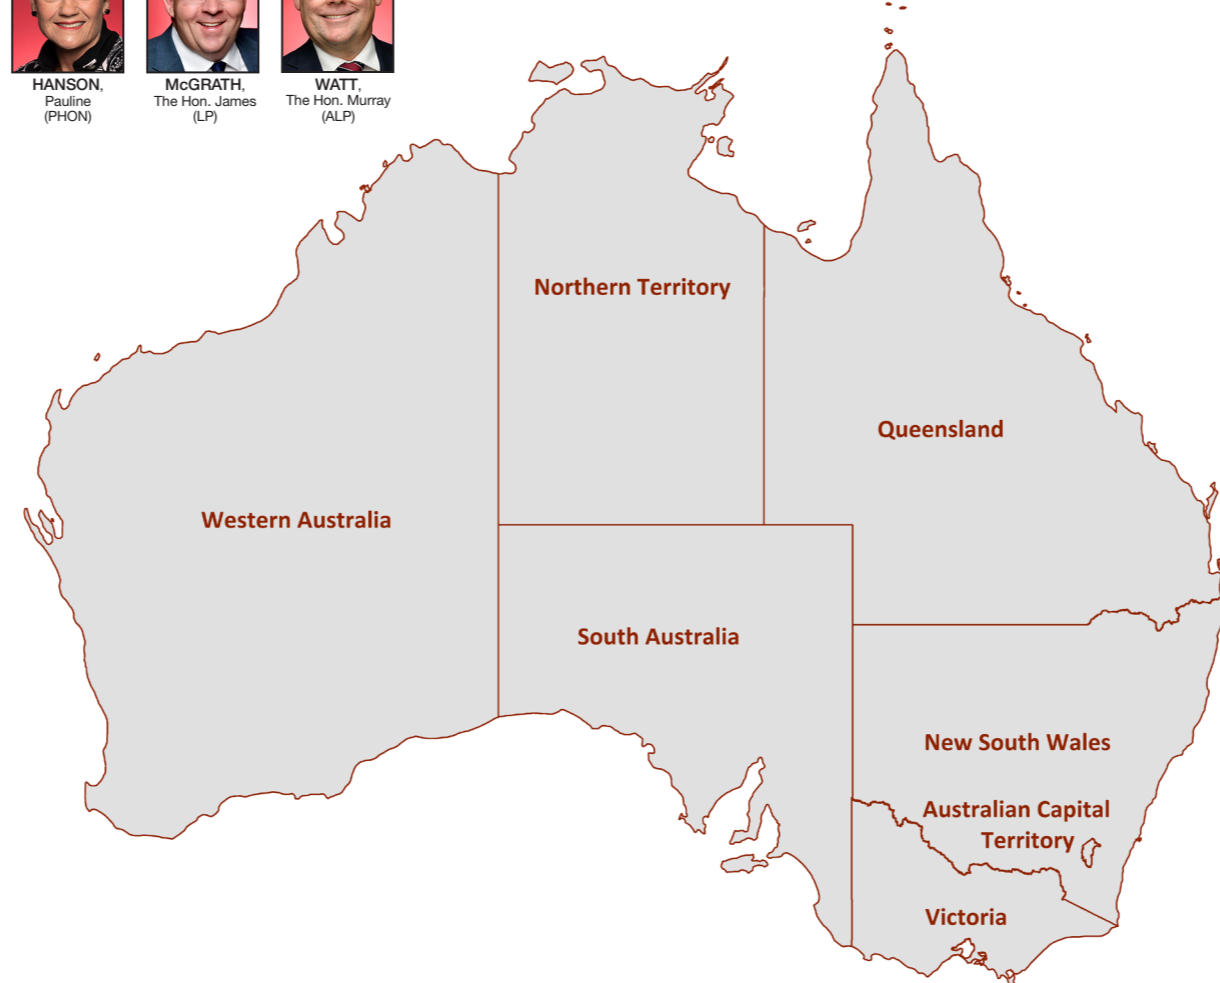 HANSON,
Pauline
(PHON)
McGRATH,
The Hon. James
(LP)
WATT,
The Hon. Murray
(ALP)
Northern Territory
Queensland
Western Australia
South Australia
New South Wales
Australian Capital
Territory
Victoria